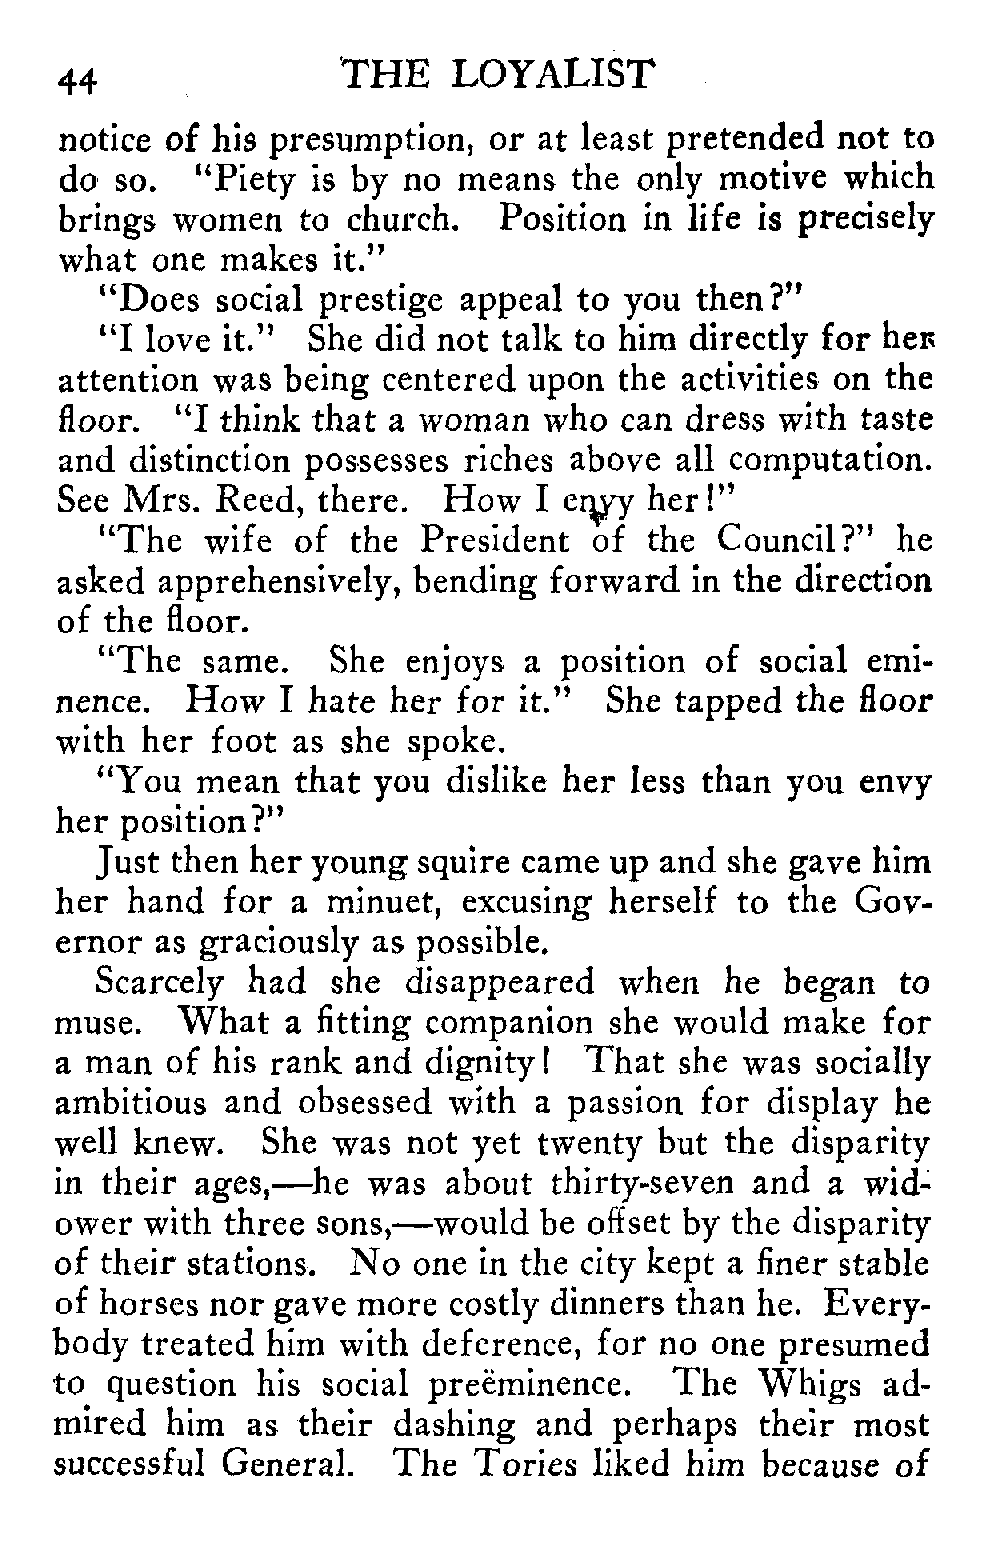 44 THE LOYALIST
notice of his presumption, or at least pretended not to
do so. "Piety is by no means the only motive which
brings women to church. Position in life is precisely
what one makes it."
"Does social prestige appeal to you then?"
"I love it." She did not talk to him directly for her
attention was being centered upon the activities on the
floor. "I think that a woman who can dress with taste
and distinction possesses riches above all computation.
See Mrs. Reed, there. How I envy her!"
"The wife of the President of the Council?" he
asked apprehensively, bending forward in the direction
of the floor.
"The same. She enjoys a position of social emi-
nence. How I hate her for it." She tapped the floor
with her foot as she spoke.
"You mean that you dislike her less than you envy
her position?"
Just then her young squire came up and she gave him
her hand for a minuet, excusing herself to the Gov-
ernor as graciously as possible.
Scarcely had she disappeared when he began to
muse. What a fitting companion she would make for
a man of his rank and dignity! That she was socially
ambitious and obsessed with a passion for display he
well knew. She was not yet twenty but the disparity
in their ages,—he was about thirty-seven and a wid-
ower with three sons,—would be offset by the disparity
of their stations. No one in the city kept a finer stable
of horses nor gave more costly dinners than he. Every-
body treated him with deference, for no one presumed
to question his social preëminence. The Whigs ad-
mired him as their dashing and perhaps their most
successful General. The Tories liked him because of